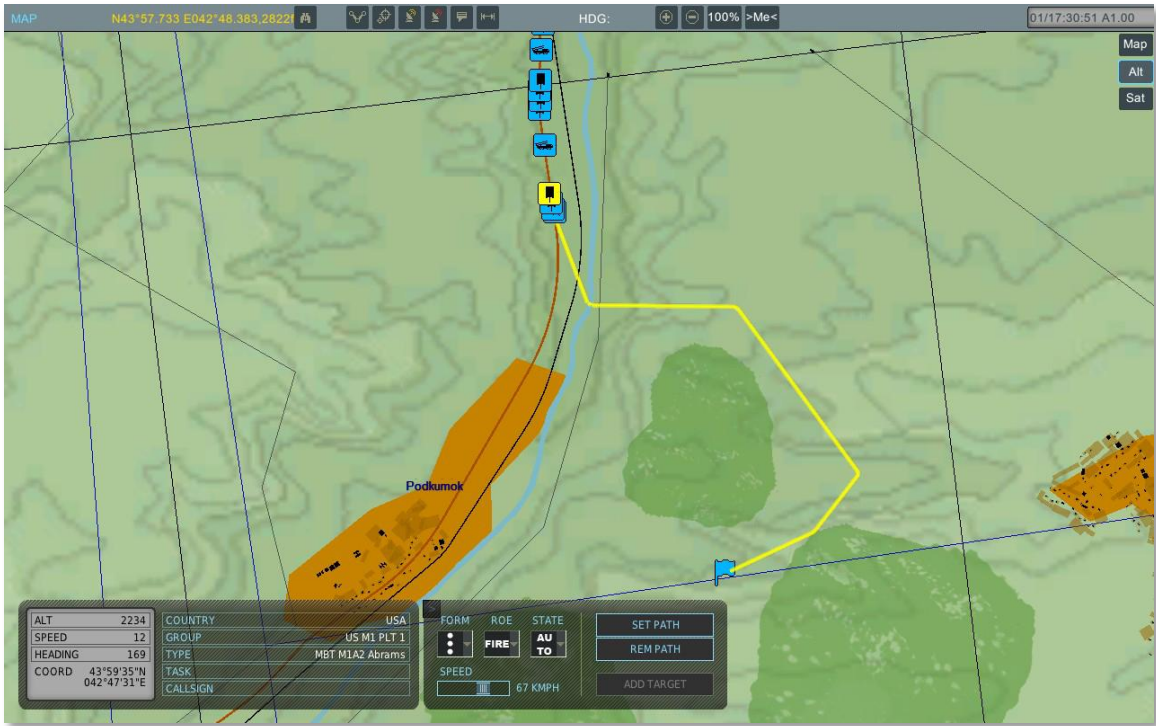 MAP N43°57.733 E042°48.383,2822f HDG: 100% >Me< 01/17:30:51 A1.00
Map
Alt
Sat
Podkumok
ALT 2234
SPEED 12
HEADING 169
COORD 43°59'35"N
042°47'31"E
COUNTRY USA
GROUP US M1 PLT 1
TYPE MBT M1A2 Abrams
TASK
CALLSIGN
FORM ROE STATE
FIRE AU
TO
SPEED
67 KMPH
SET PATH
REM PATH
ADD TARGET